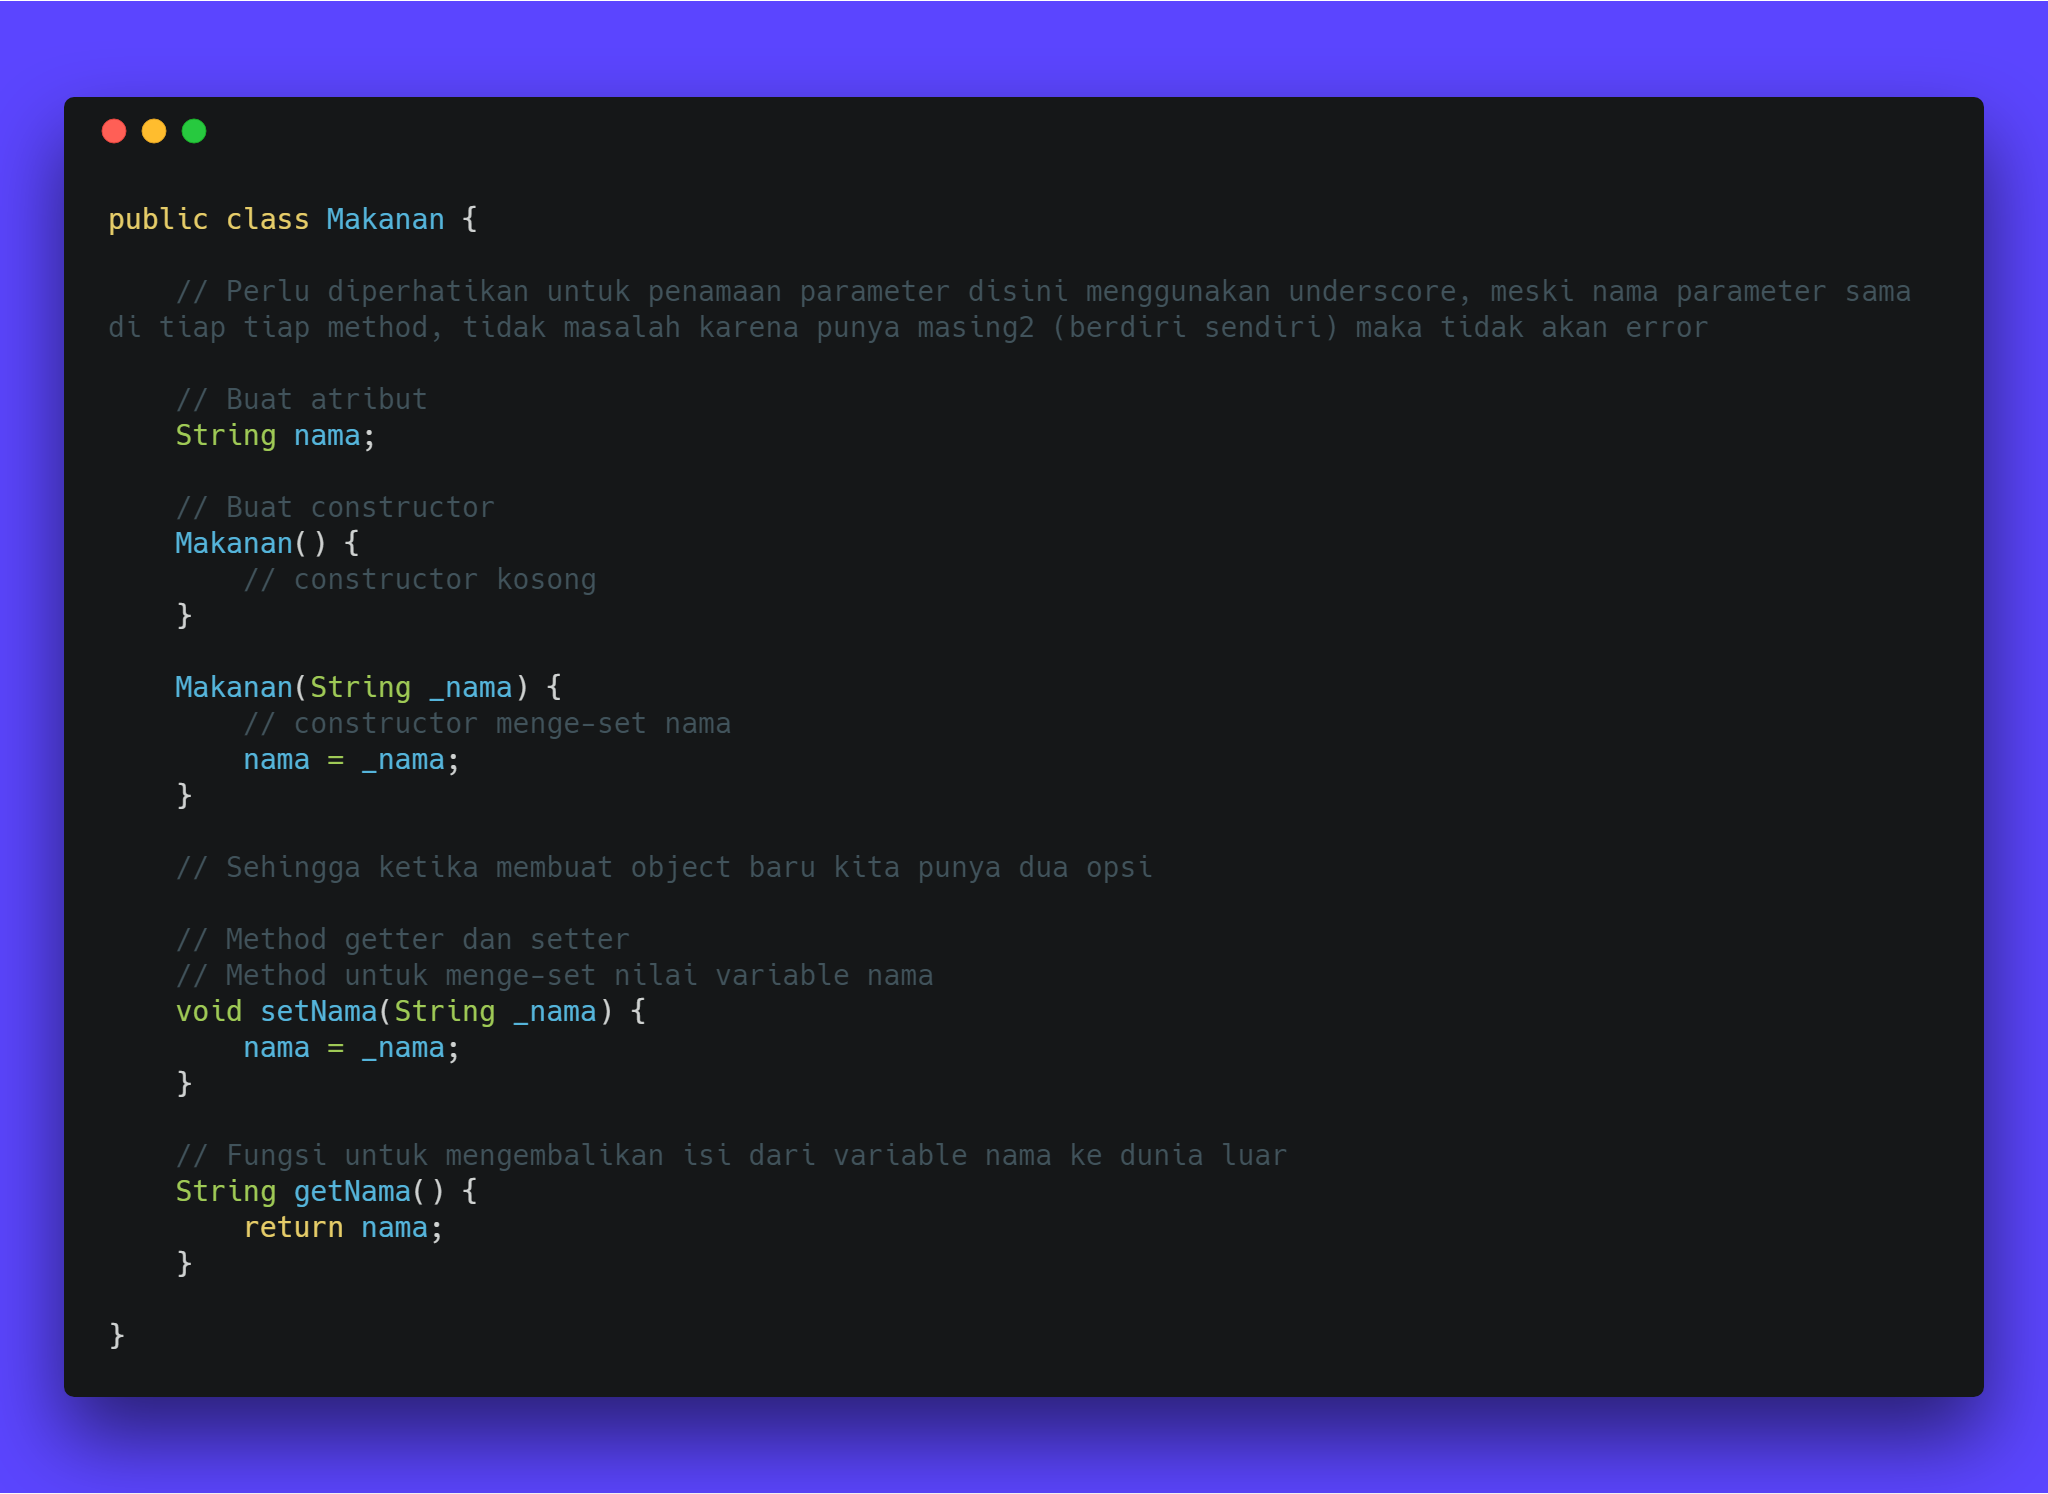 public class Makanan {
// Perlu diperhatikan untuk penamaan parameter disini menggunakan underscore, meski nama parameter sama
di tiap tiap method, tidak masalah karena punya masing2 (berdiri sendiri) maka tidak akan error
// Buat atribut
String nama;
// Buat constructor
Makanan() {
// constructor kosong
}
Makanan(String _nama) {
// constructor menge-set nama
nama = _nama;
}
// Sehingga ketika membuat object baru kita punya dua opsi
// Method getter dan setter
// Method untuk menge-set nilai variable nama
void setNama(String _nama) {
nama = _nama;
}
// Fungsi untuk mengembalikan isi dari variable nama ke dunia luar
String getNama() {
return nama;
}
}